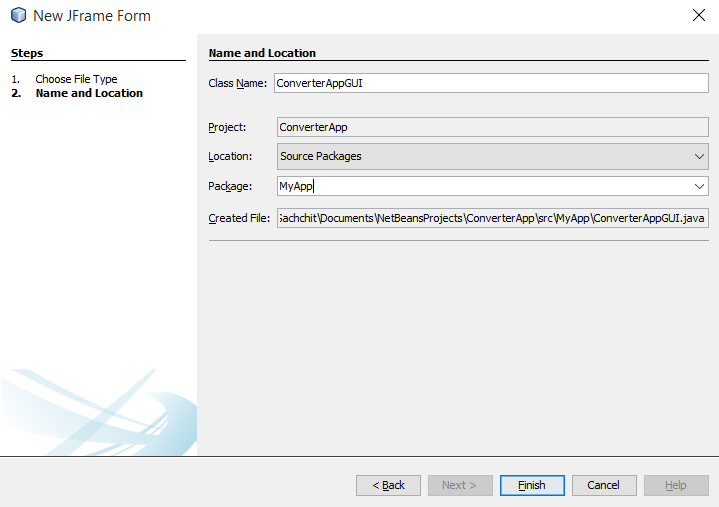 New JFrame Form
Steps
1. Choose File Type
2. Name and Location
Name and Location
Class Name: ConverterAppGUI
Project: ConverterApp
Location: Source Packages
Package: MyApp
Created File: Sachchit\Documents\NetBeansProjects\ConverterApp\src\MyApp\ConverterAppGUI.java
< Back Next > Finish Cancel Help